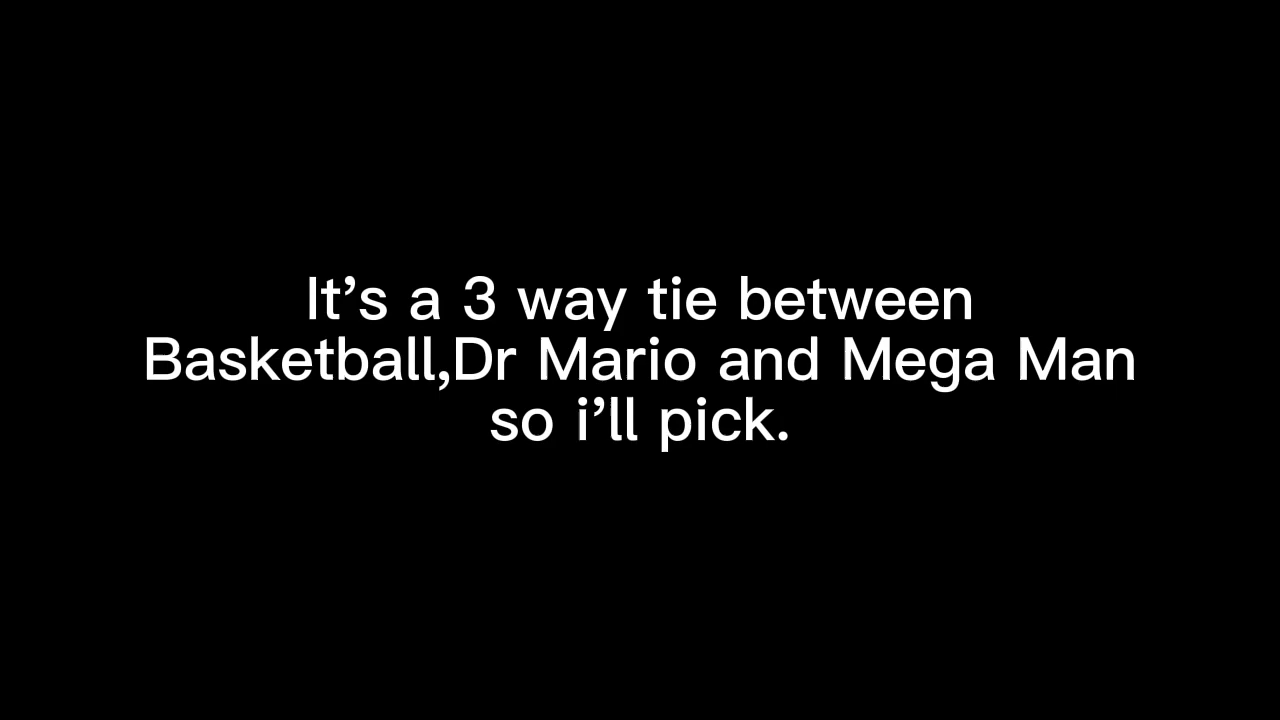 It’s a 3 way tie between
Basketball,Dr Mario and Mega Man
so i’ll pick.